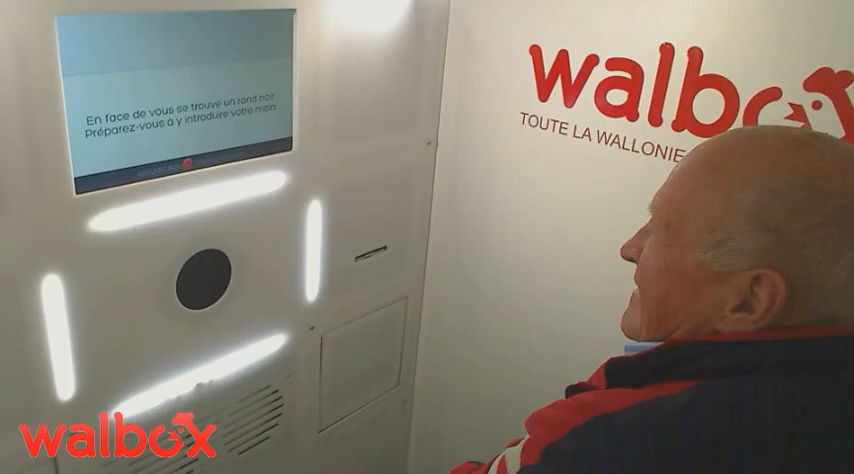 En face de vous se trouve un rond noir
Préparez-vous à y introduire votre main
walbox
TOUTE LA WALLONIE
walbox